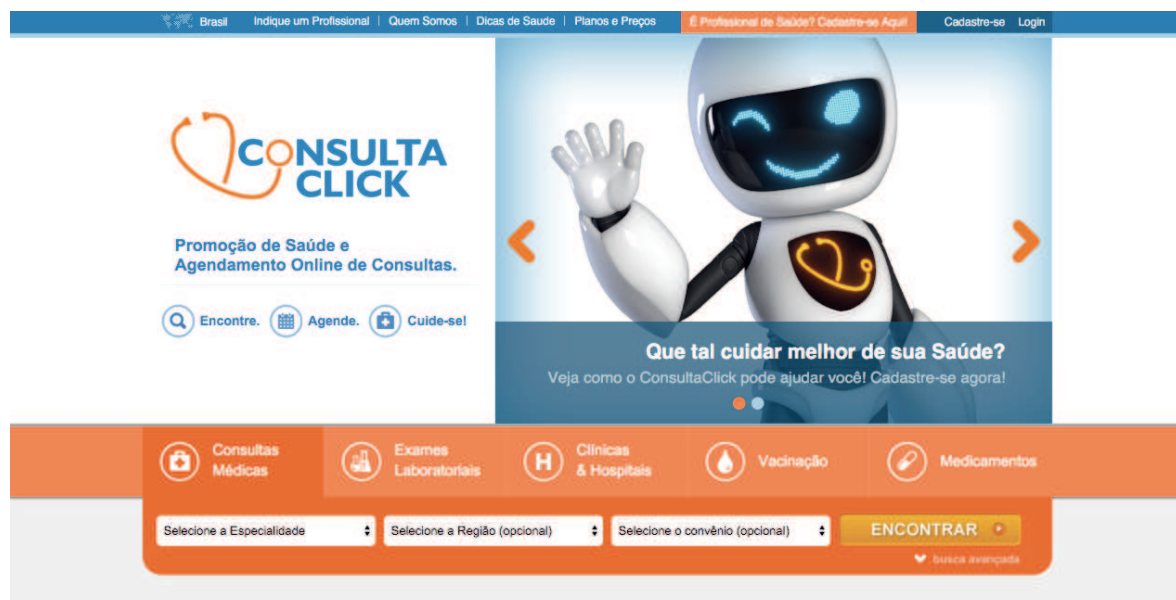 Brasil Indique um Profissional | Quem Somos | Dicas de Saude | Planos e Preços É Profissional de Saúde? Cadastre-se Aqui! Cadastre-se Login
CONSULTA
CLICK
Promoção de Saúde e
Agendamento Online de Consultas.
Encontre. Agende. Cuide-se!
Que tal cuidar melhor de sua Saúde?
Veja como o ConsultaClick pode ajudar você! Cadastre-se agora!
Consultas
Médicas
Exames
Laboratoriais
H
Clínicas
& Hospitais
Vacinação
Medicamentos
Selecione a Especialidade Selecione a Região (opcional) Selecione o convênio (opcional) ENCONTRAR
busca avançada